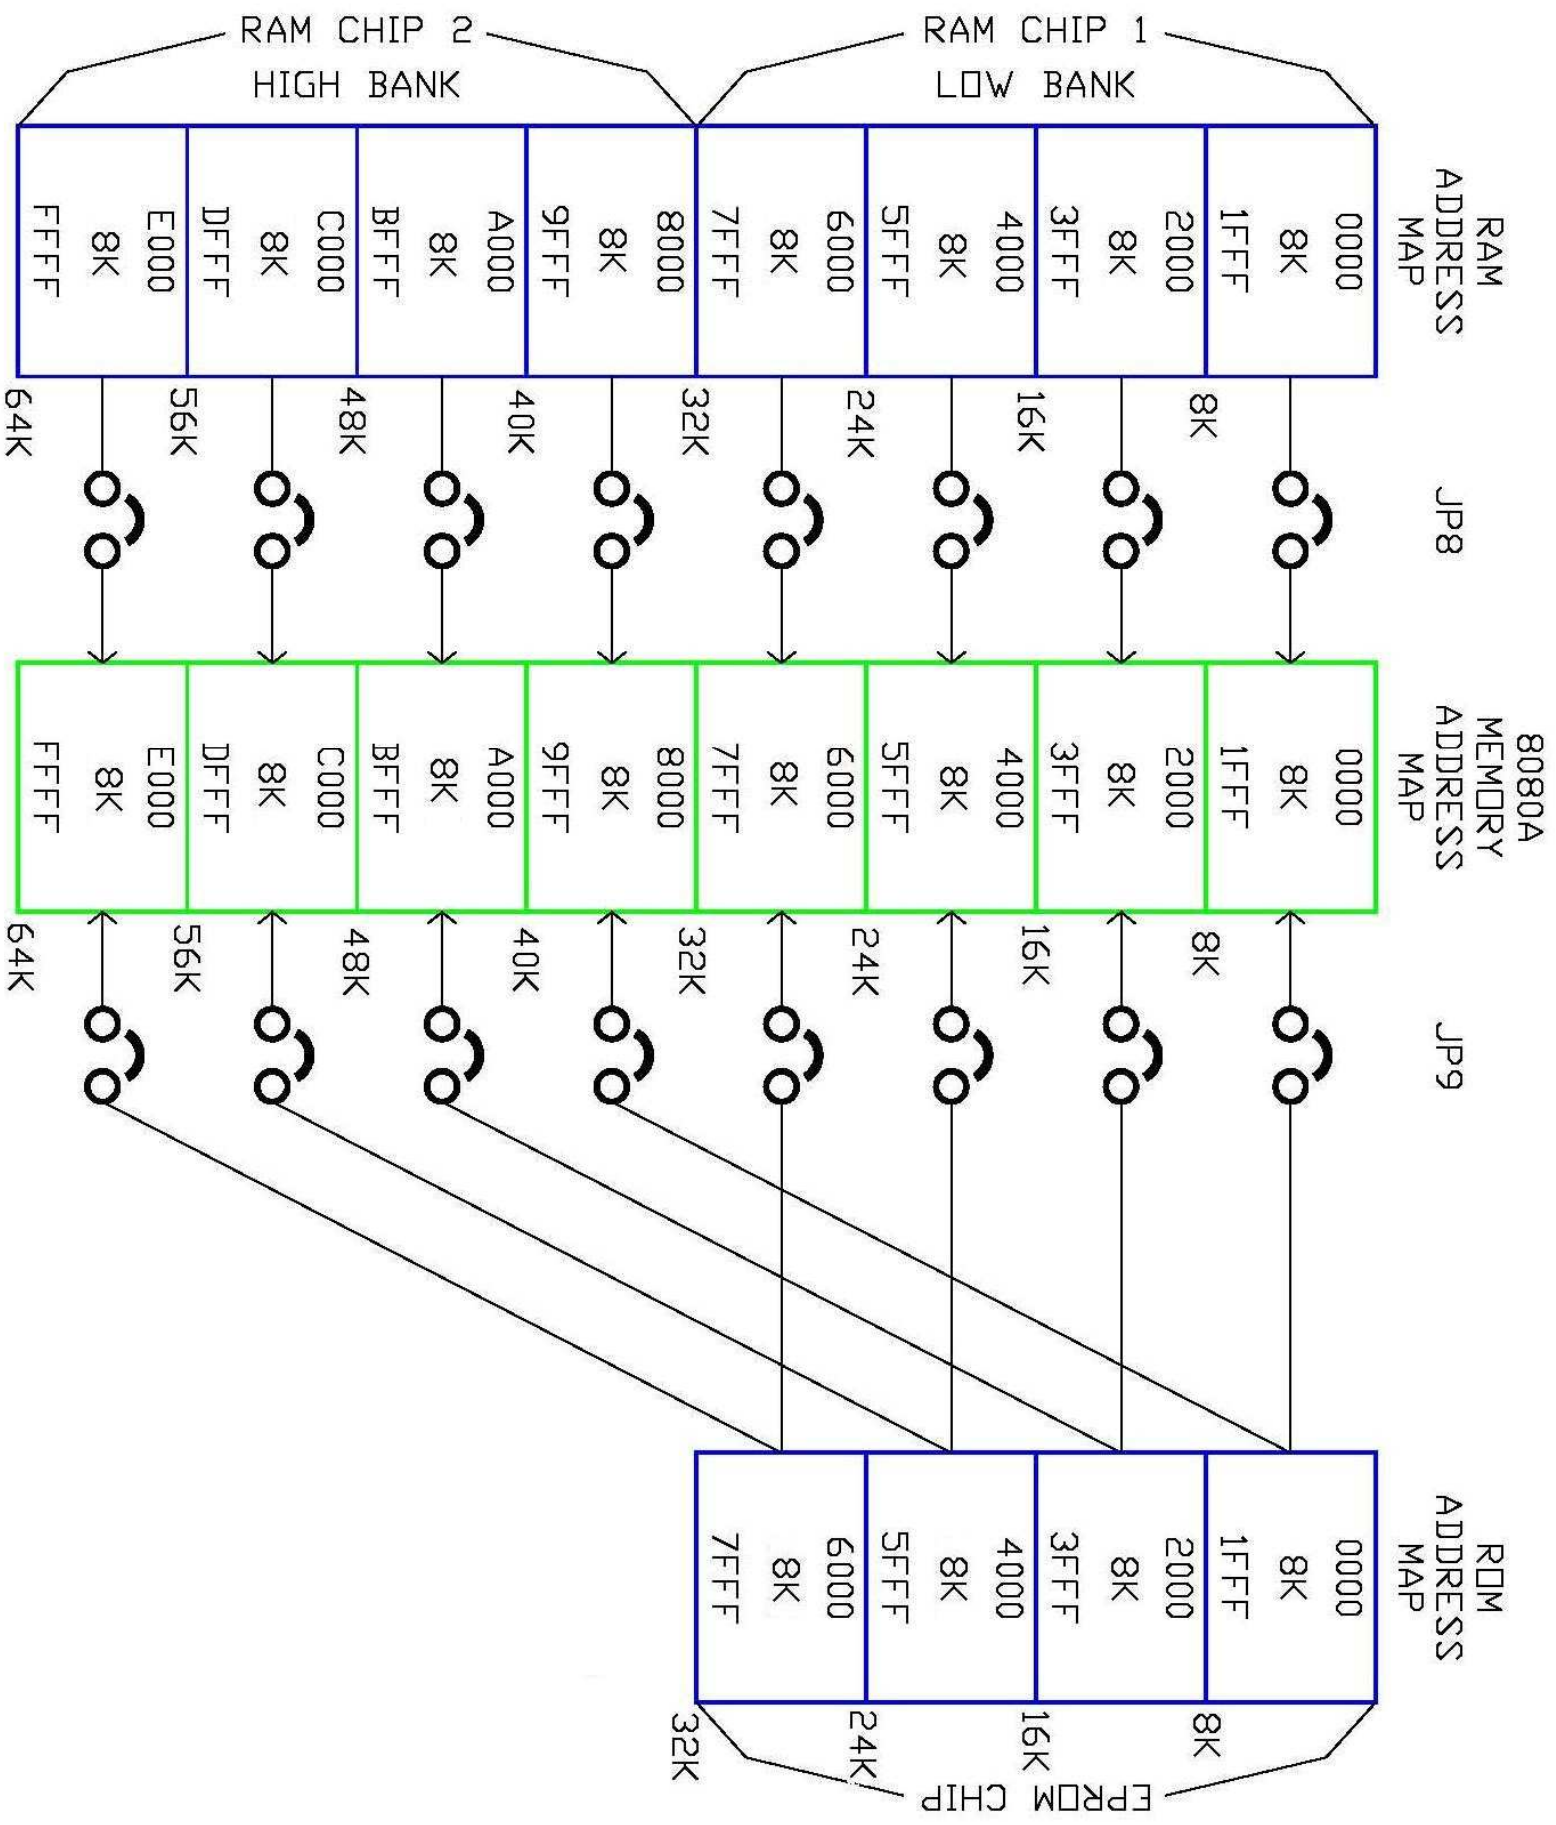 RAM CHIP 2
HIGH BANK
RAM CHIP 1
LOW BANK
RAM
ADDRESS
MAP
0000
8K
1FFF
2000
8K
3FFF
4000
8K
5FFF
6000
8K
7FFF
8000
8K
9FFF
A000
8K
BFFF
C000
8K
DFFF
E000
8K
FFFF
8K
16K
24K
32K
40K
48K
56K
64K
JP8
8080A
MEMORY
ADDRESS
MAP
0000
8K
1FFF
2000
8K
3FFF
4000
8K
5FFF
6000
8K
7FFF
8000
8K
9FFF
A000
8K
BFFF
C000
8K
DFFF
E000
8K
FFFF
8K
16K
24K
32K
40K
48K
56K
64K
JP9
ROM
ADDRESS
MAP
0000
8K
1FFF
2000
8K
3FFF
4000
8K
5FFF
6000
8K
7FFF
8K
16K
24K
32K
EPROM CHIP